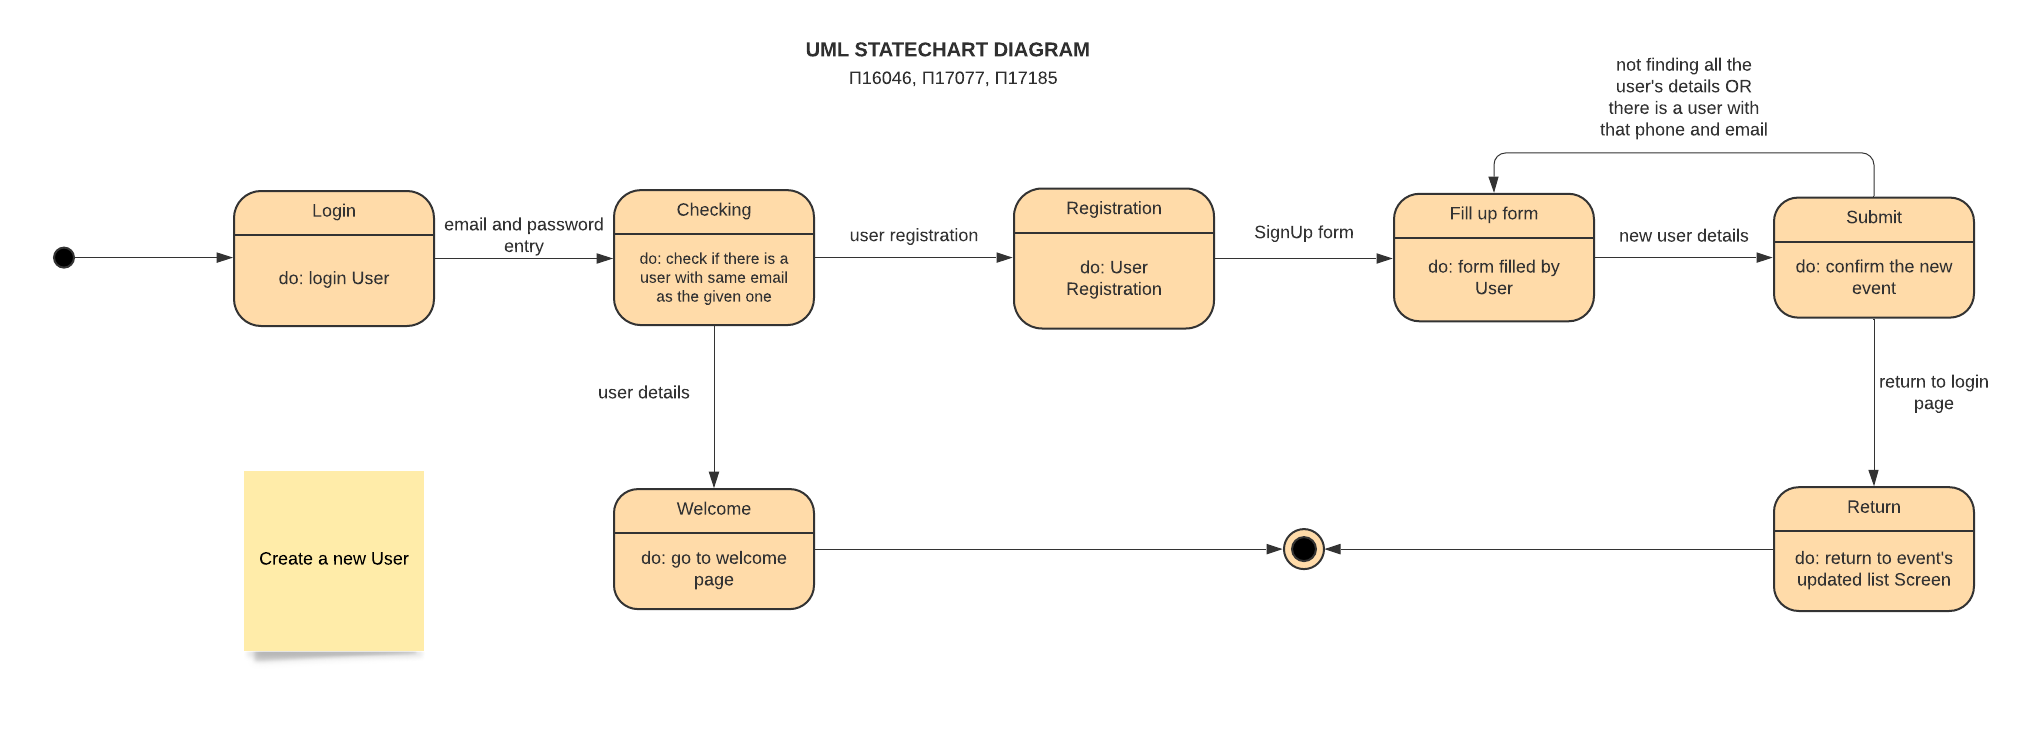 UML STATECHART DIAGRAM
Π16046, Π17077, Π17185
not finding all the
user's details OR
there is a user with
that phone and email
Login
do: login User
email and password
entry
Checking
do: check if there is a
user with same email
as the given one
user registration
Registration
do: User
Registration
SignUp form
Fill up form
do: form filled by
User
new user details
Submit
do: confirm the new
event
user details
return to login
page
Create a new User
Welcome
do: go to welcome
page
Return
do: return to event's
updated list Screen